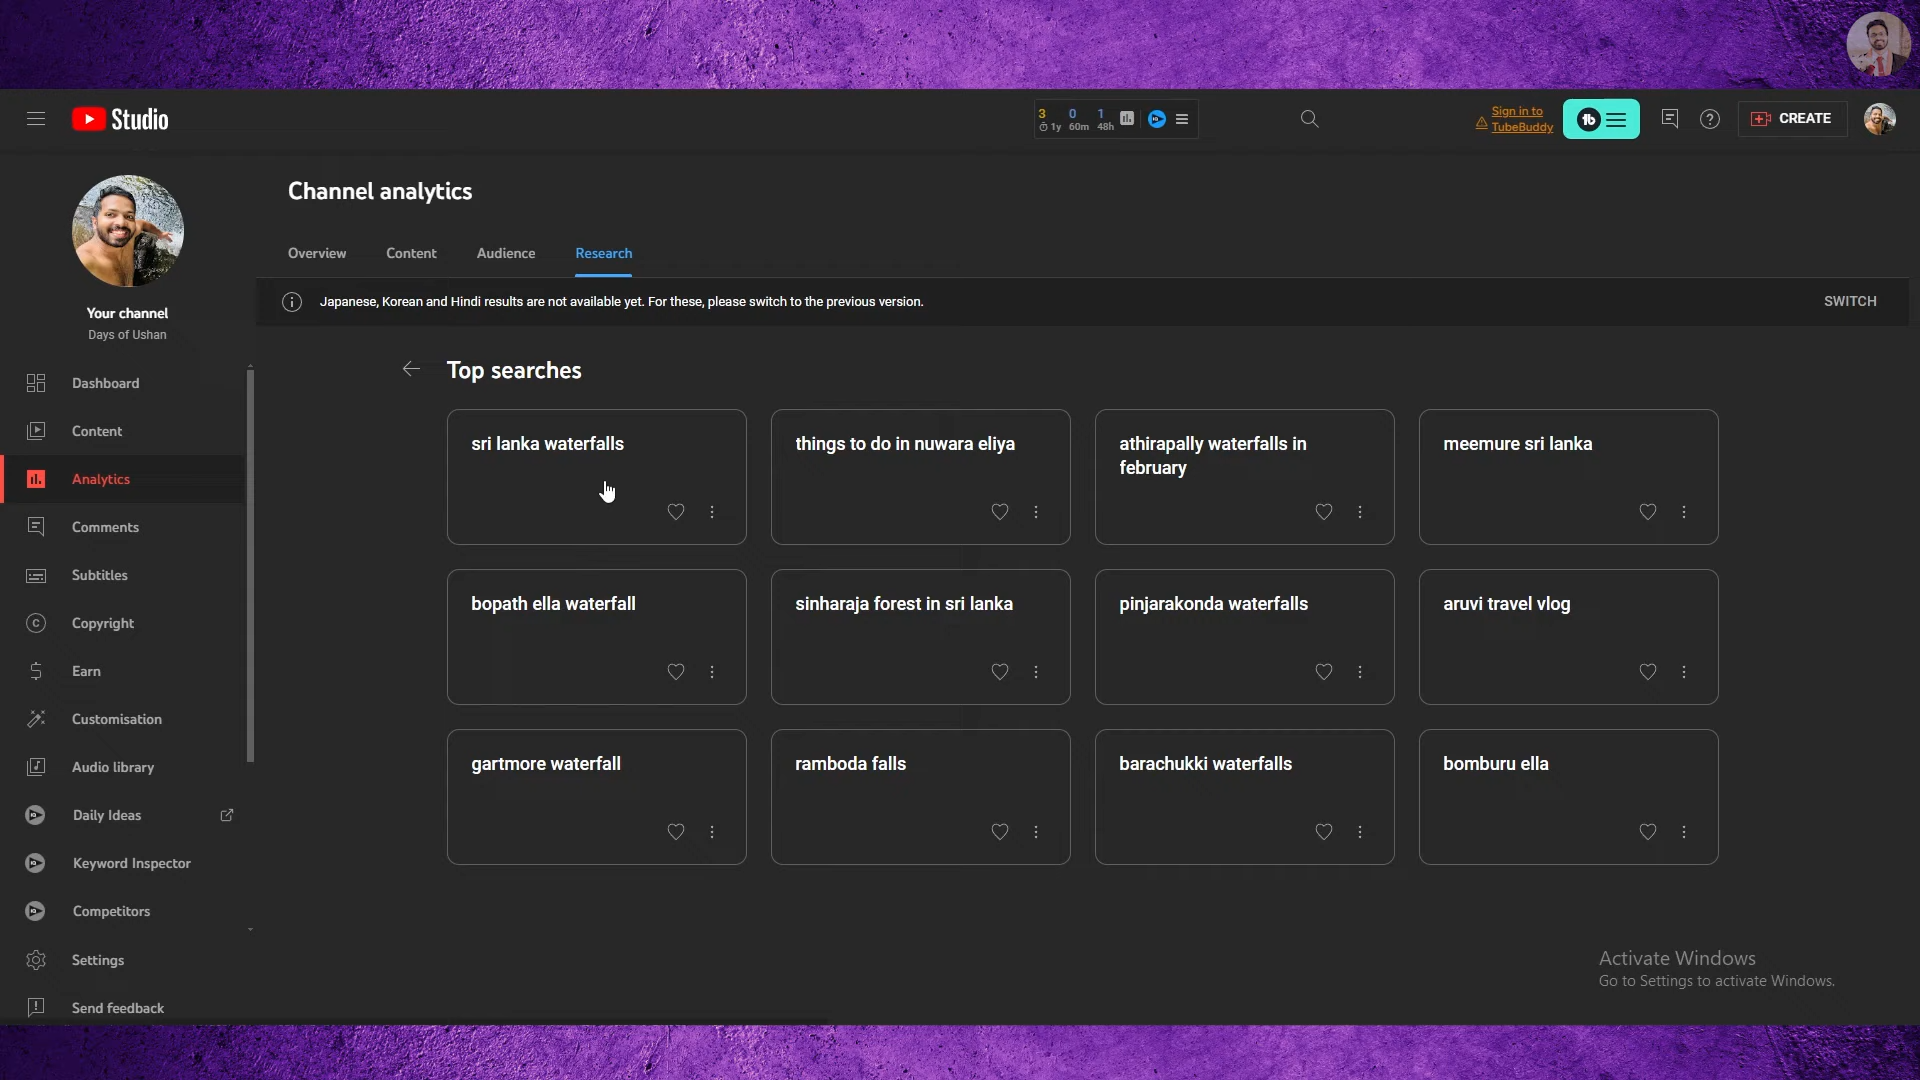 Studio
3 0 1
1y 60m 48h
Sign in to
TubeBuddy
tb
CREATE
Your channel
Days of Ushan
Dashboard
Content
Analytics
Comments
Subtitles
Copyright
Earn
Customisation
Audio library
Daily Ideas
Keyword Inspector
Competitors
Settings
Send feedback
Channel analytics
Overview Content Audience Research
Japanese, Korean and Hindi results are not available yet. For these, please switch to the previous version.
SWITCH
Top searches
sri lanka waterfalls
things to do in nuwara eliya
athirapally waterfalls in
february
meemure sri lanka
bopath ella waterfall
sinharaja forest in sri lanka
pinjarakonda waterfalls
aruvi travel vlog
gartmore waterfall
ramboda falls
barachukki waterfalls
bomburu ella
Activate Windows
Go to Settings to activate Windows.